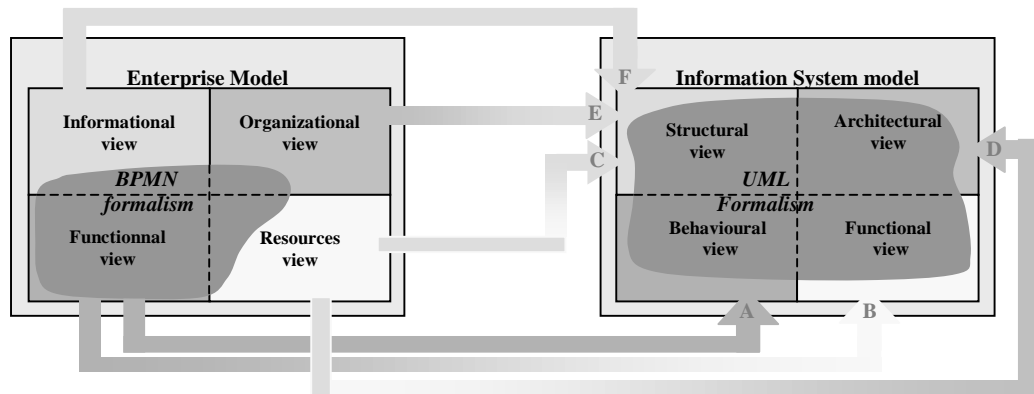 Enterprise Model
Informational
view
Organizational
view
BPMN
formalism
Functionnal
view
Resources
view
Information System model
F
E
C
Structural
view
Architectural
view
D
UML
Formalism
Behavioural
view
Functional
view
A
B